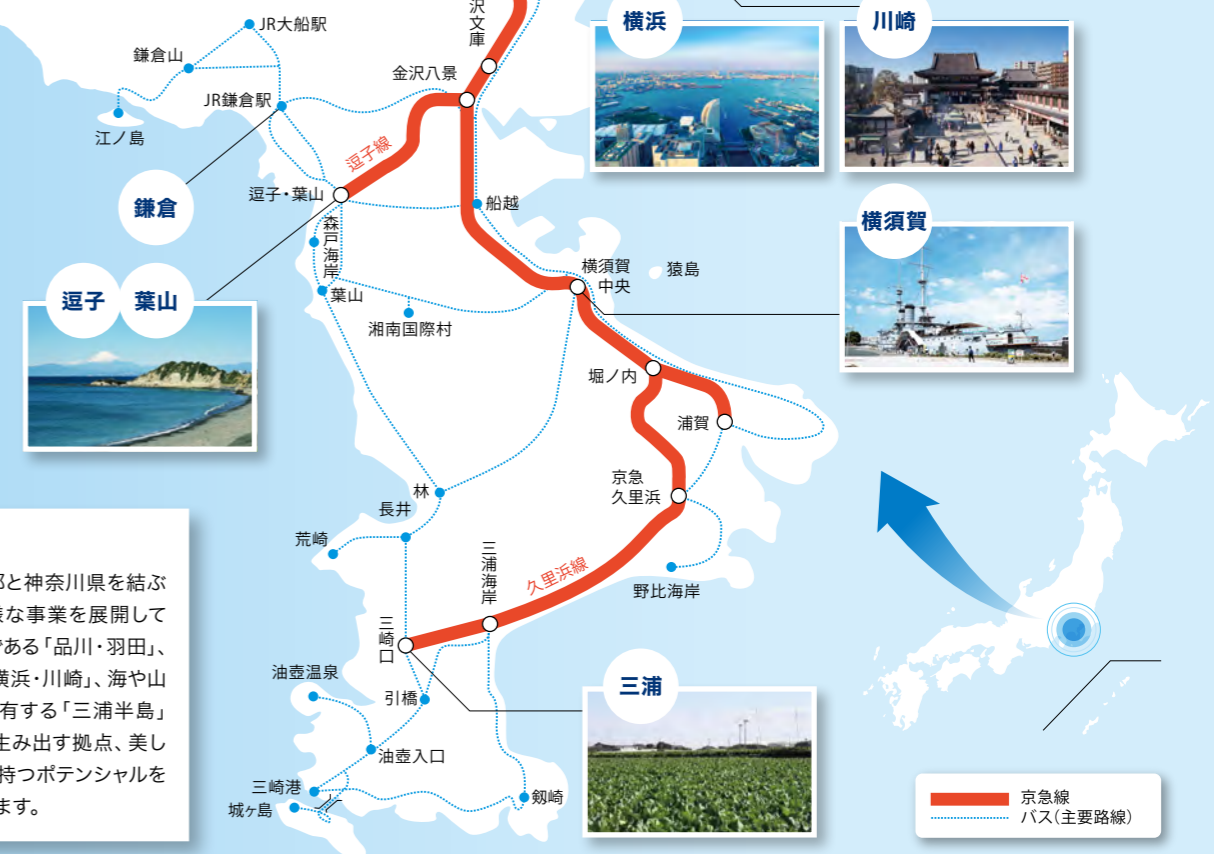 沢文庫
JR大船駅
鎌倉山
金沢八景
JR鎌倉駅
江ノ島
逗子線
鎌倉
逗子・葉山
船越
森戸海岸
葉山
逗子
葉山
湘南国際村
横浜
川崎
横須賀
横須賀
中央
猿島
堀ノ内
浦賀
京急
久里浜
林
長井
荒崎
三浦海岸
久里浜線
野比海岸
三崎口
油壺温泉
引橋
油壺入口
三崎港
城ヶ島
剱崎
三浦
と神奈川県を結ぶ
な事業を展開して
である「品川・羽田」、
横浜・川崎」、海や山
有する「三浦半島」
生み出す拠点、美し
持つポテンシャルを
ます。
京急線
バス（主要路線）